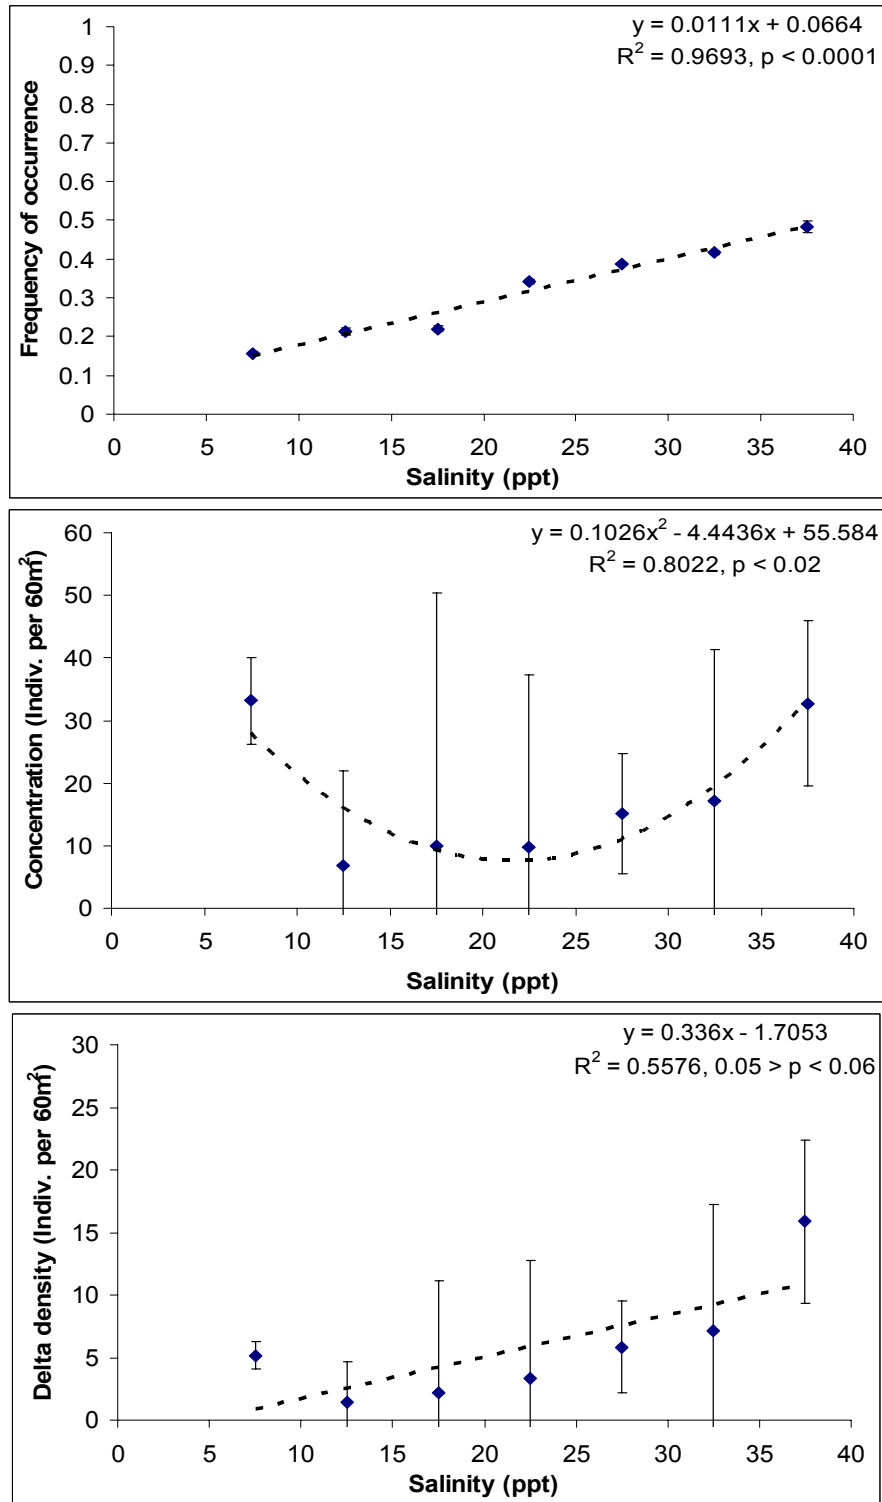 y = 0.0111x + 0.0664
R² = 0.9693, p < 0.0001
1
0.9
0.8
0.7
0.6
0.5
0.4
0.3
0.2
0.1
0
Frequency of occurrence
0 5 10 15 20 25 30 35 40
Salinity (ppt)
y = 0.1026x² - 4.4436x + 55.584
R² = 0.8022, p < 0.02
60
50
40
30
20
10
0
Concentration (Indiv. per 60m²)
0 5 10 15 20 25 30 35 40
Salinity (ppt)
y = 0.336x - 1.7053
R² = 0.5576, 0.05 > p < 0.06
30
25
20
15
10
5
0
Delta density (Indiv. per 60m²)
0 5 10 15 20 25 30 35 40
Salinity (ppt)